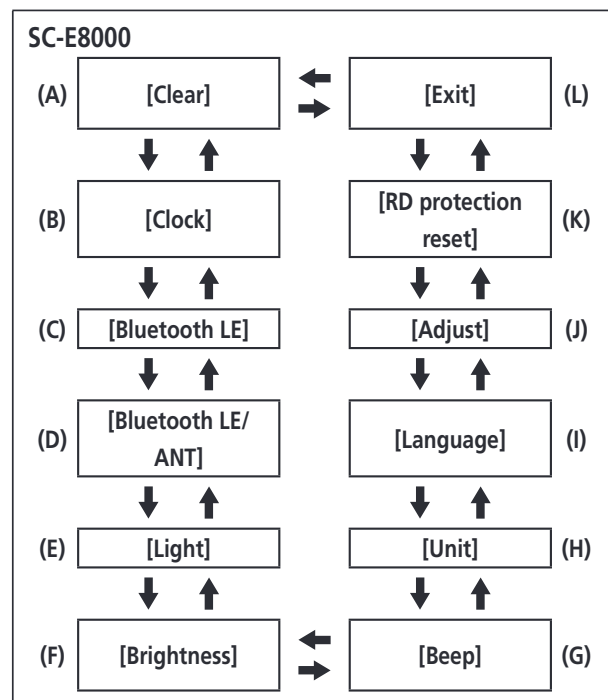 SC-E8000
(A) [Clear] [Exit] (L)
(B) [Clock] [RD protection
reset] (K)
(C) [Bluetooth LE] [Adjust] (J)
(D) [Bluetooth LE/
ANT] [Language] (I)
(E) [Light] [Unit] (H)
(F) [Brightness] [Beep] (G)